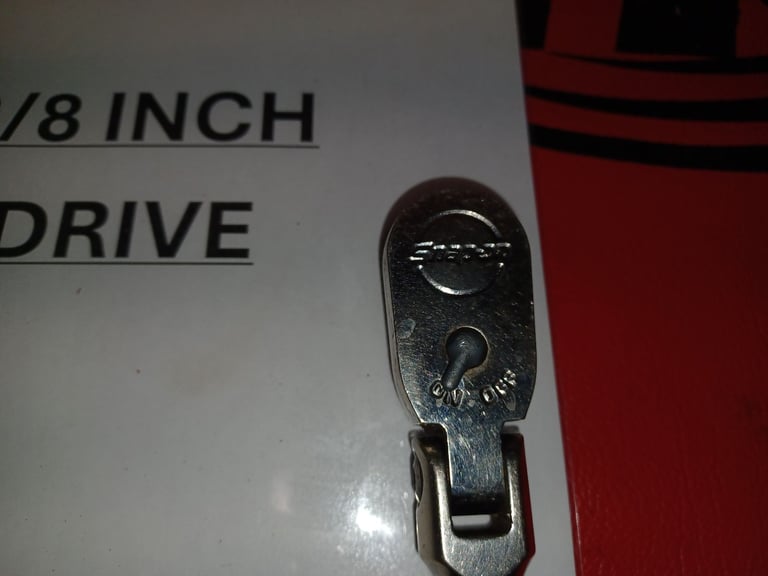 /8 INCH
DRIVE
Snap-on
ON OFF